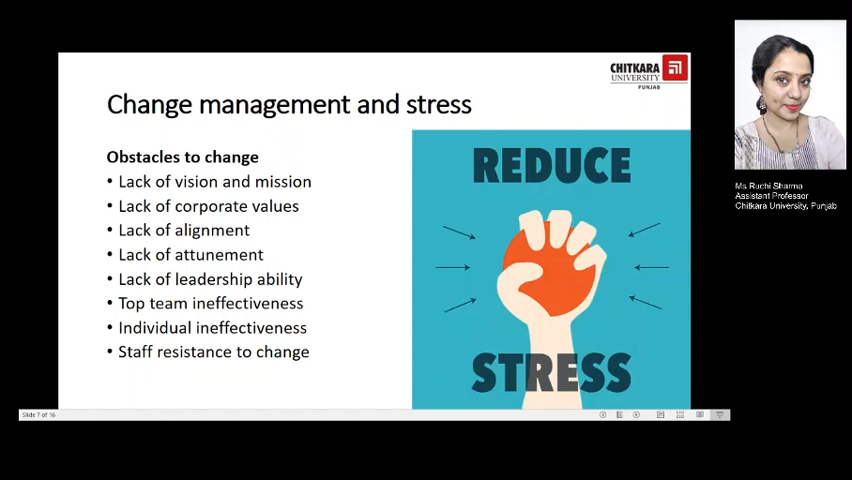 CHITKARA
UNIVERSITY
PUNJAB
Change management and stress
Obstacles to change
• Lack of vision and mission
• Lack of corporate values
• Lack of alignment
• Lack of attunement
• Lack of leadership ability
• Top team ineffectiveness
• Individual ineffectiveness
• Staff resistance to change
REDUCE
STRESS
Ms Ruchi Sharma
Assistant Professor
Chitkara University, Punjab
Slide 7 of 16